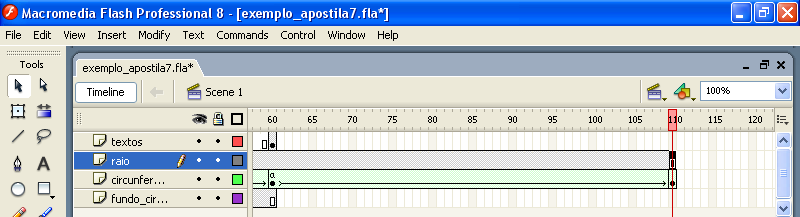 Macromedia Flash Professional 8 - [exemplo_apostila7.fla*]
File Edit View Insert Modify Text Commands Control Window Help
Tools
exemplo_apostila7.fla*
Timeline Scene 1 100%
60 65 70 75 80 85 90 95 100 105 110 115 120
textos
raio
circunfer...
a
fundo_cir...
A